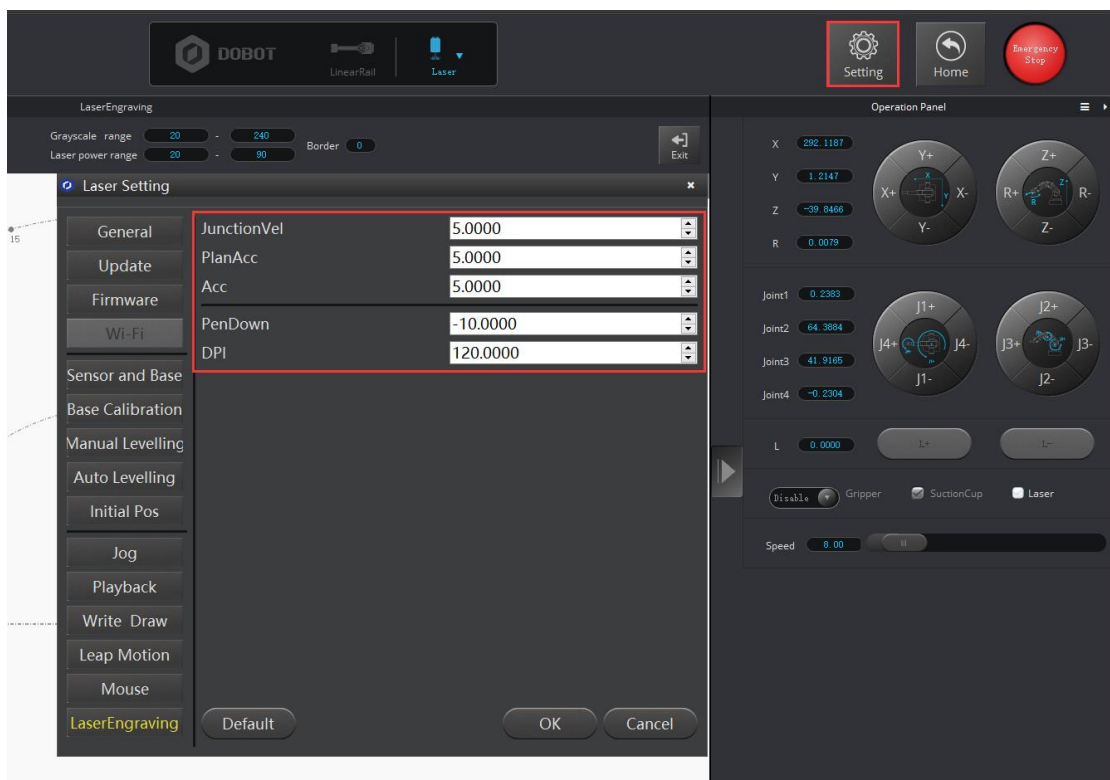 DOBOT
LinearRail
Laser
Setting
Home
Emergency
Stop
LaserEngraving
Operation Panel
Grayscale range 20 - 240
Laser power range 20 - 90
Border 0
Exit
Laser Setting
15
General
Update
Firmware
Wi-Fi
Sensor and Base
Base Calibration
Manual Levelling
Auto Levelling
Initial Pos
Jog
Playback
Write Draw
Leap Motion
Mouse
LaserEngraving
JunctionVel 5.0000
PlanAcc 5.0000
Acc 5.0000
PenDown -10.0000
DPI 120.0000
Default
OK
Cancel
X 292.1187
Y 1.2147
Z -39.8466
R 0.0079
Y+
X+ X Y X-
Y-
Z+
R+ Z R R-
Z-
Joint1 0.2383
Joint2 64.3884
Joint3 41.9165
Joint4 -0.2304
J1+
J4+ J4-
J1-
J2+
J3+ J3-
J2-
L 0.0000
L+
L-
Disable Gripper
SuctionCup
Laser
Speed 8.00